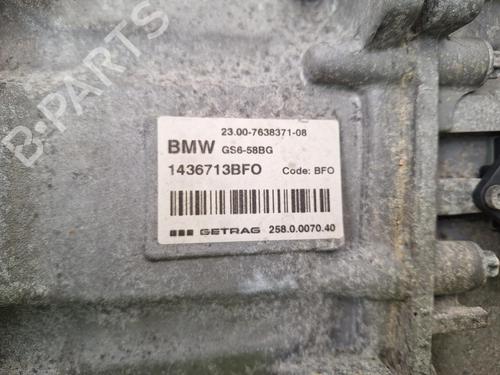 B-PARTS
23.00-7638371-08
BMW GS6-58BG
1436713BFO Code: BFO
GETRAG 258.0.0070.40